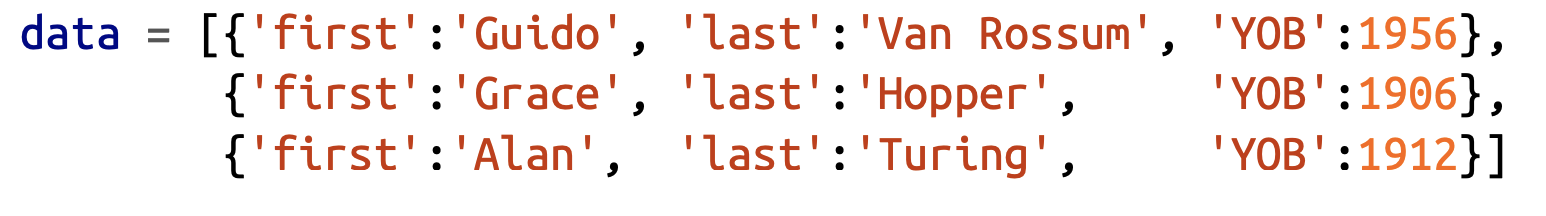 data = [{'first':'Guido', 'last':'Van Rossum', 'YOB':1956},
        {'first':'Grace', 'last':'Hopper',     'YOB':1906},
        {'first':'Alan',  'last':'Turing',     'YOB':1912}]